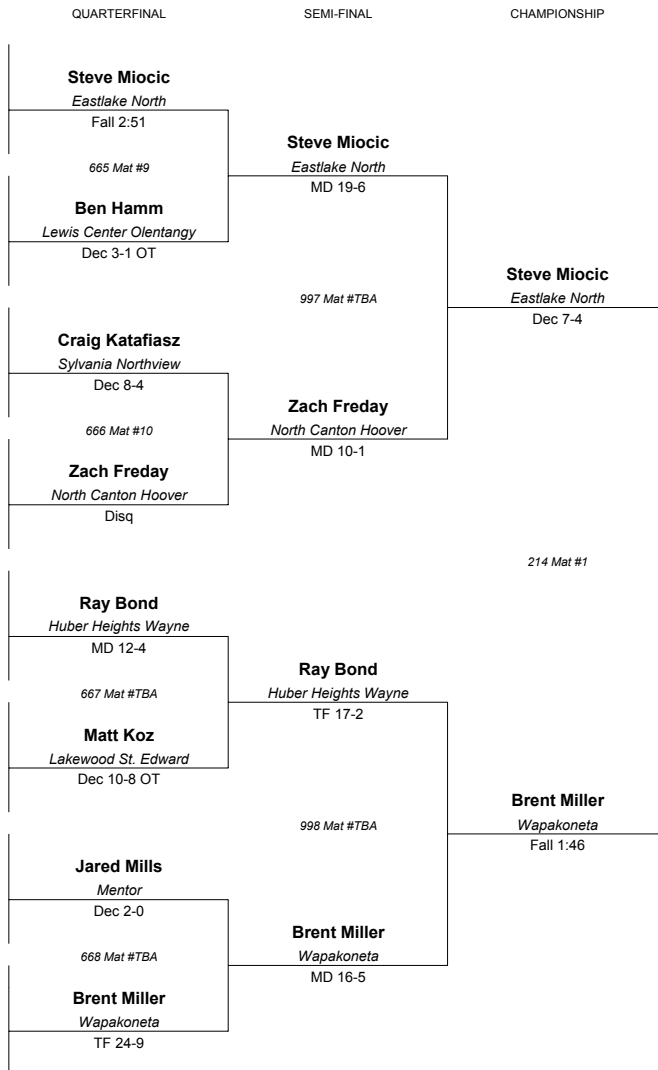 QUARTERFINAL SEMI-FINAL CHAMPIONSHIP
Steve Miocic
Eastlake North
Fall 2:51
Steve Miocic
665 Mat #9
Eastlake North
MD 19-6
Ben Hamm
Lewis Center Olentangy
Dec 3-1 OT
Steve Miocic
997 Mat #TBA
Eastlake North
Dec 7-4
Craig Katafiasz
Sylvania Northview
Dec 8-4
Zach Freday
666 Mat #10
North Canton Hoover
MD 10-1
Zach Freday
North Canton Hoover
Disq
214 Mat #1
Ray Bond
Huber Heights Wayne
MD 12-4
Ray Bond
667 Mat #TBA
Huber Heights Wayne
TF 17-2
Matt Koz
Lakewood St. Edward
Dec 10-8 OT
Brent Miller
998 Mat #TBA
Wapakoneta
Fall 1:46
Jared Mills
Mentor
Dec 2-0
Brent Miller
668 Mat #TBA
Wapakoneta
MD 16-5
Brent Miller
Wapakoneta
TF 24-9